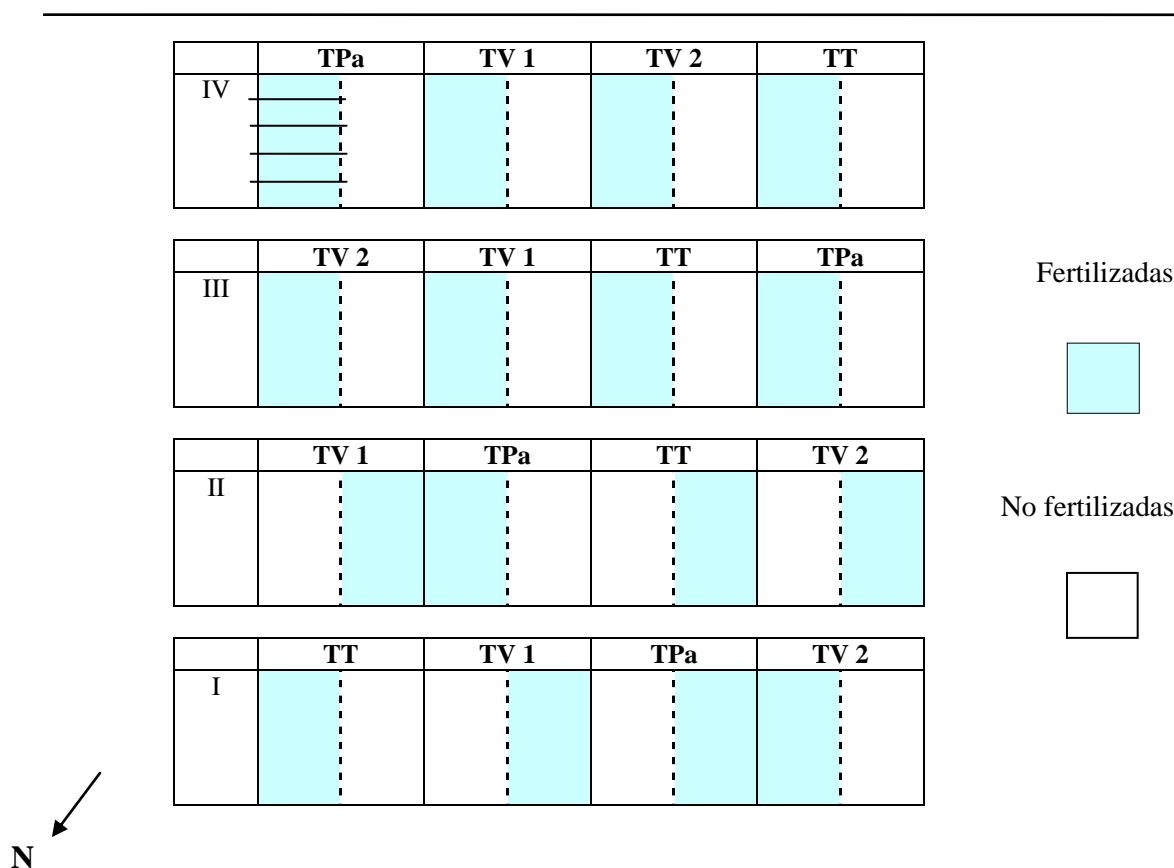 TPa TV 1 TV 2 TT
IV
TV 2 TV 1 TT TPa
III
Fertilizadas
TV 1 TPa TT TV 2
II
No fertilizadas
TT TV 1 TPa TV 2
I
N